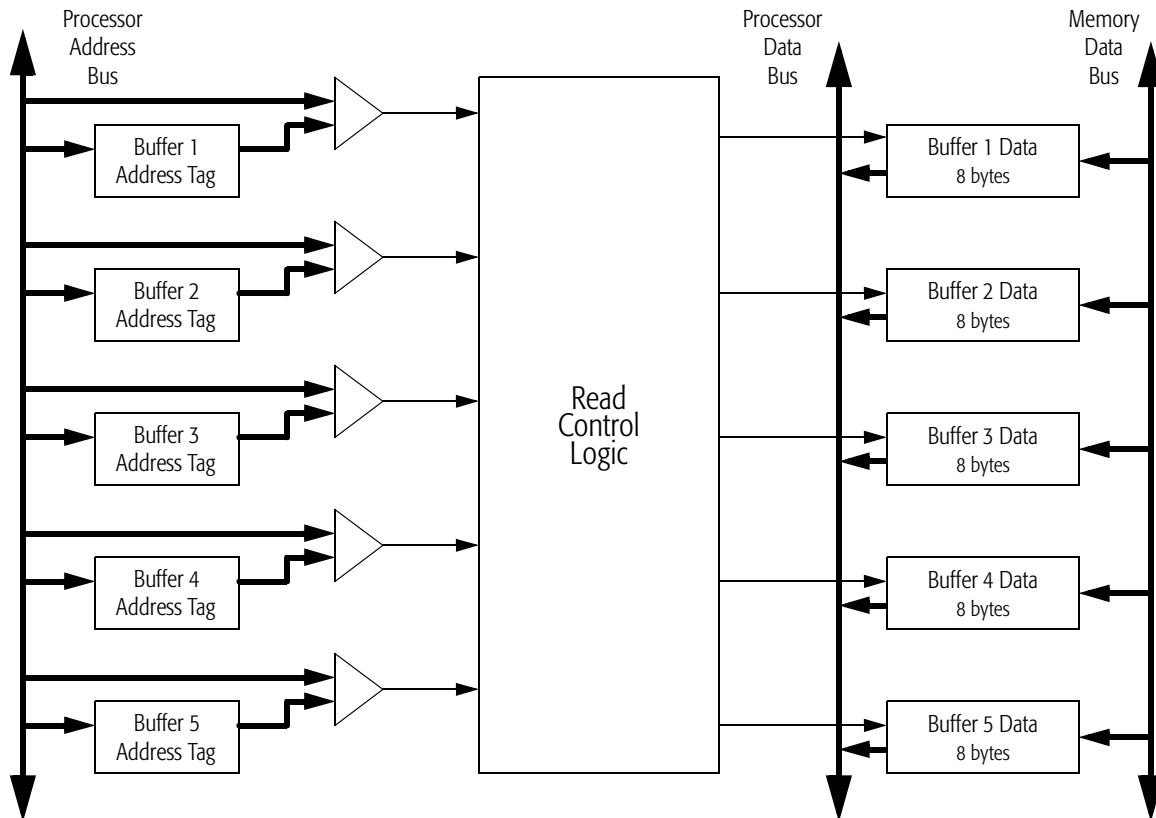 Processor
Address
Bus
Processor
Data
Bus
Memory
Data
Bus
Buffer 1
Address Tag
Buffer 1 Data
8 bytes
Buffer 2
Address Tag
Buffer 2 Data
8 bytes
Read
Control
Logic
Buffer 3
Address Tag
Buffer 3 Data
8 bytes
Buffer 4
Address Tag
Buffer 4 Data
8 bytes
Buffer 5
Address Tag
Buffer 5 Data
8 bytes